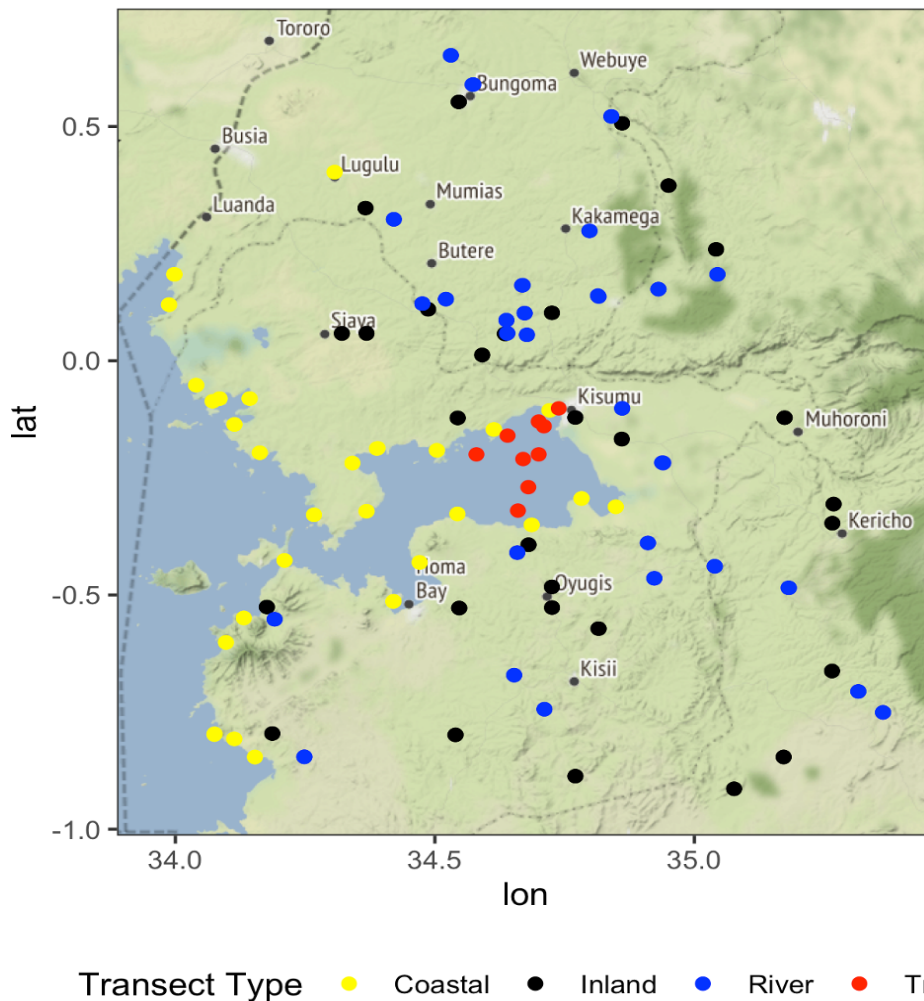 Tororo
Webuye
Bungoma
0.5
Busia
Lugulu
Mumias
Luanda
Kakamega
Butere
Siaya
0.0
lat
Kisumu
Muhoroni
Kericho
Homa
Bay
Oyugis
-0.5
Kisii
-1.0
34.0 34.5 35.0
lon
Transect Type Coastal Inland River T